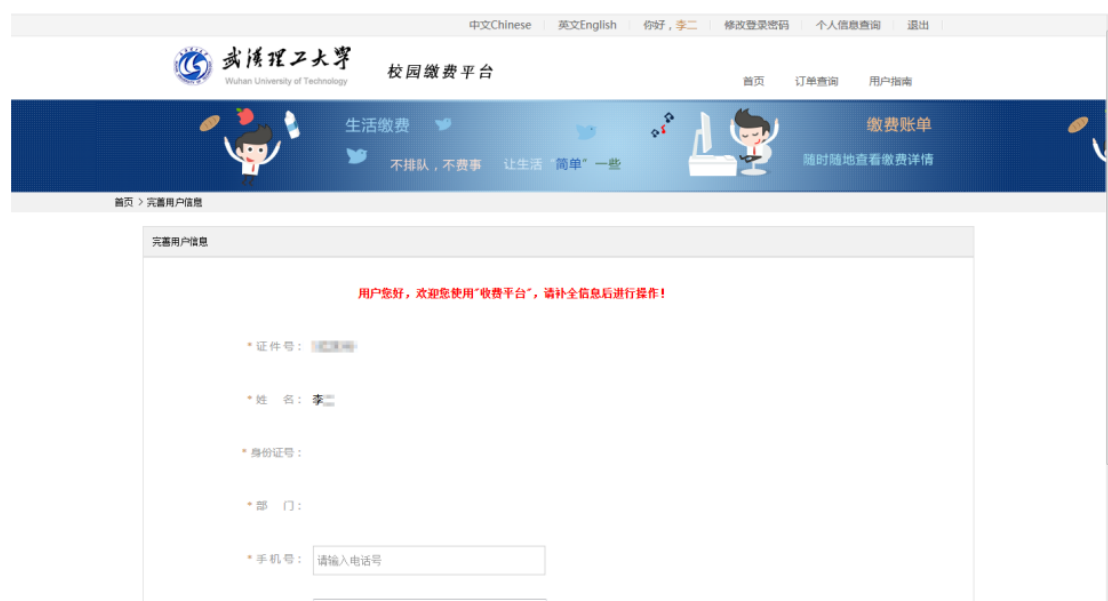 中文Chinese 英文English 你好，李二 修改登录密码 个人信息查询 退出
武漢理工大學 校园缴费平台
Wuhan University of Technology
首页 订单查询 用户指南
生活缴费 缴费账单
不排队，不费事 让生活“简单”一些 随时随地查看缴费详情
首页 > 完善用户信息
完善用户信息
用户您好，欢迎您使用"收费平台"，请补全信息后进行操作！
* 证件号：
* 姓 名： 李
* 身份证号：
* 部 门：
* 手机号： 请输入电话号